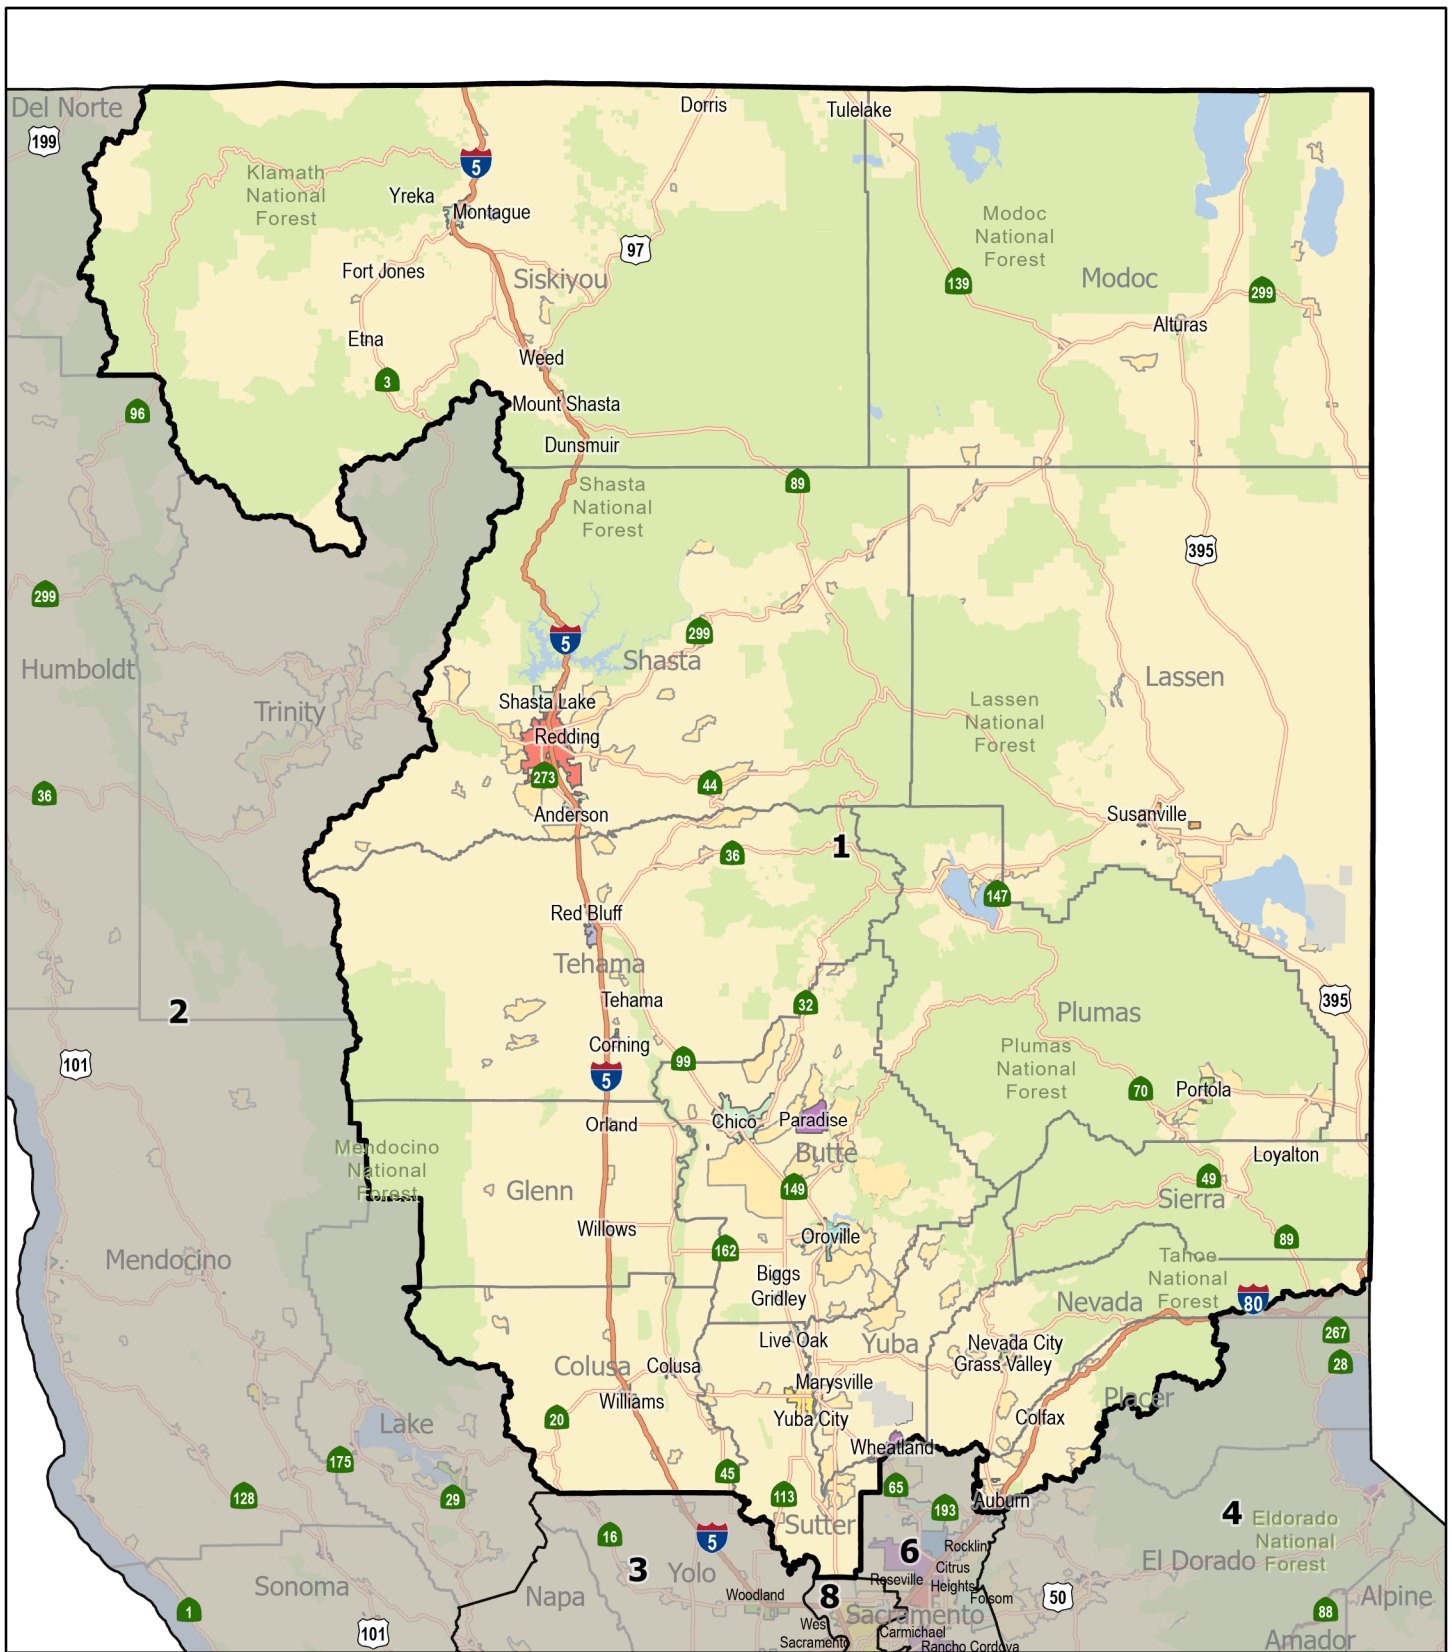 Del Norte
199
Dorris
Tulelake
5
Klamath
National
Forest
Yreka
Montague
97
Modoc
National
Forest
Fort Jones
Siskiyou
139
Modoc
299
Etna
Alturas
Weed
3
96
Mount Shasta
Dunsmuir
89
Shasta
National
Forest
395
299
5
299
Humboldt
Shasta
Lassen
Trinity
Shasta Lake
Lassen
National
Forest
Redding
273
44
36
Anderson
Susanville
1
36
147
Red Bluff
Tehama
395
2
Tehama
32
Plumas
Corning
Plumas
National
Forest
101
99
5
70
Portola
Orland
Chico
Paradise
Mendocino
National
Forest
Butte
Loyalton
Glenn
149
49
Sierra
Willows
Oroville
89
162
Mendocino
Biggs
Gridley
Tahoe
National
Forest
Nevada
80
Live Oak
Yuba
Nevada City
Grass Valley
267
28
Colusa
Colusa
Marysville
Williams
Placer
20
Yuba City
Colfax
Lake
Wheatland
175
45
65
128
29
113
Auburn
193
Sutter
4
Eldorado
National
Forest
16
5
Rocklin
6
El Dorado
3
Yolo
Citrus
Heights
Roseville
Sonoma
Napa
Woodland
8
Folsom
50
Alpine
1
Sacramento
88
101
West
Sacramento
Carmichael
Rancho Cordova
Amador